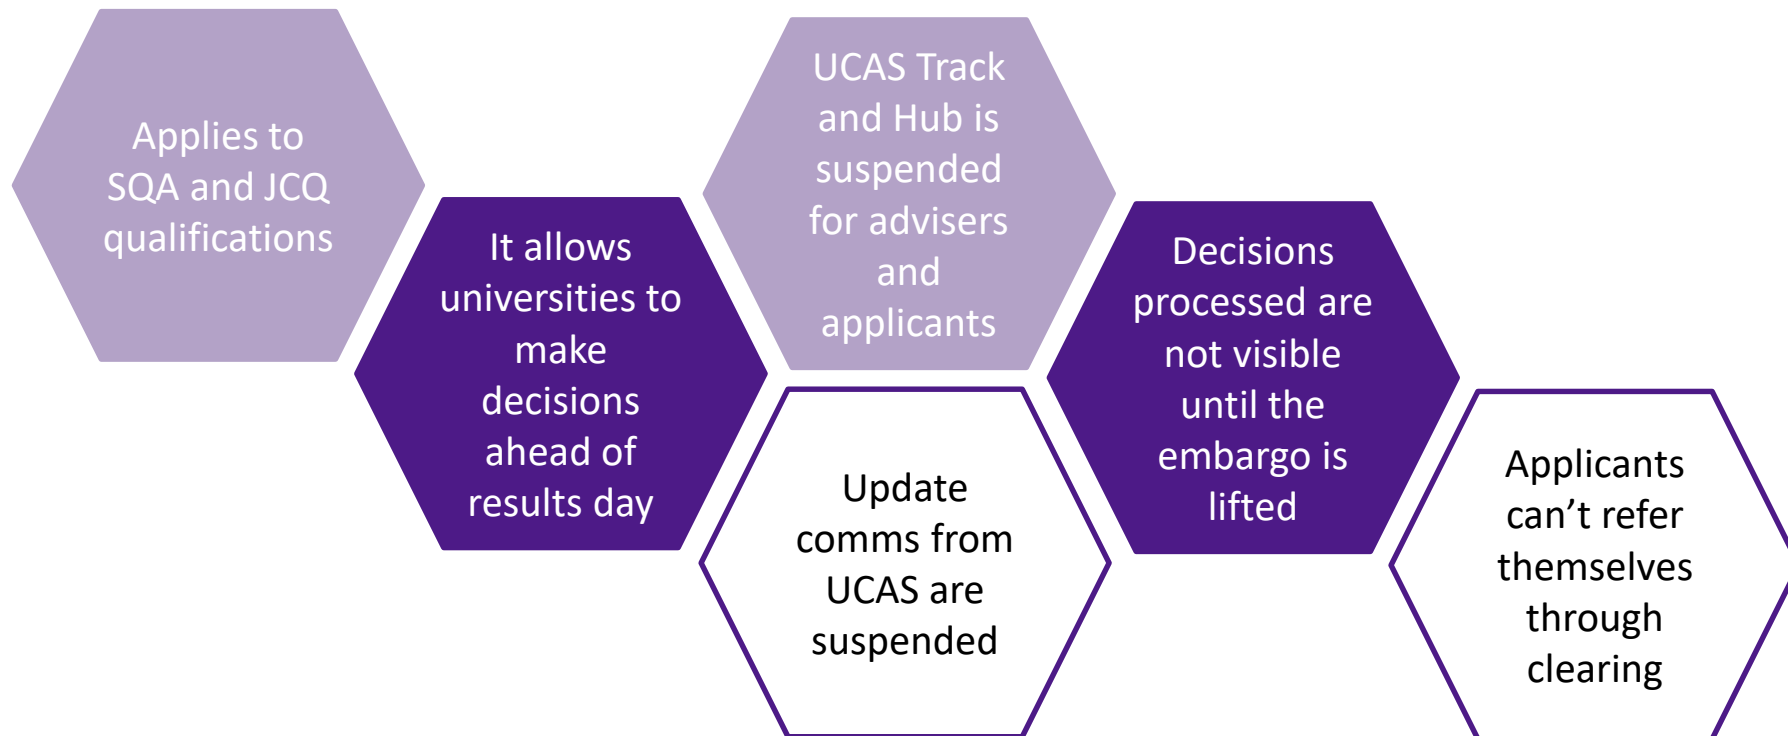 Applies to
SQA and JCQ
qualifications
It allows
universities to
make
decisions
ahead of
results day
UCAS Track
and Hub is
suspended
for advisers
and
applicants
Update
comms from
UCAS are
suspended
Decisions
processed are
not visible
until the
embargo is
lifted
Applicants
can’t refer
themselves
through
clearing